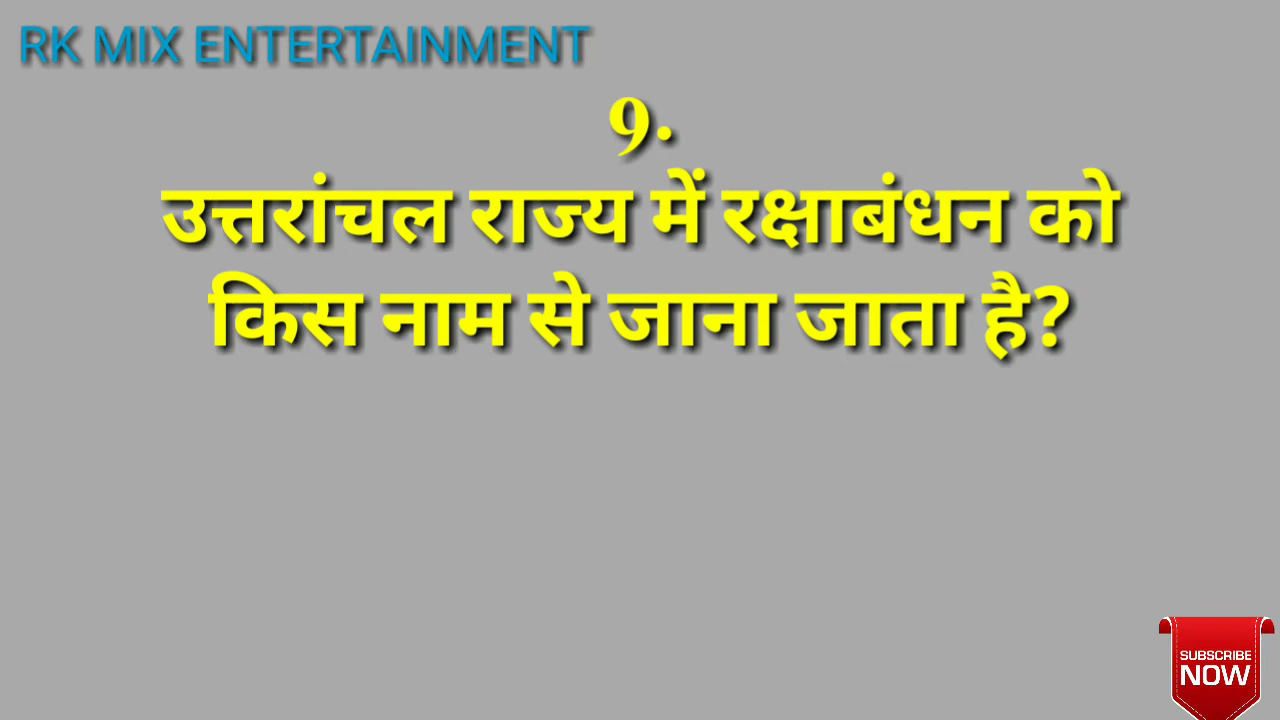 RK MIX ENTERTAINMENT
9.
उत्तरांचल राज्य में रक्षाबंधन को
किस नाम से जाना जाता है?
SUBSCRIBE
NOW